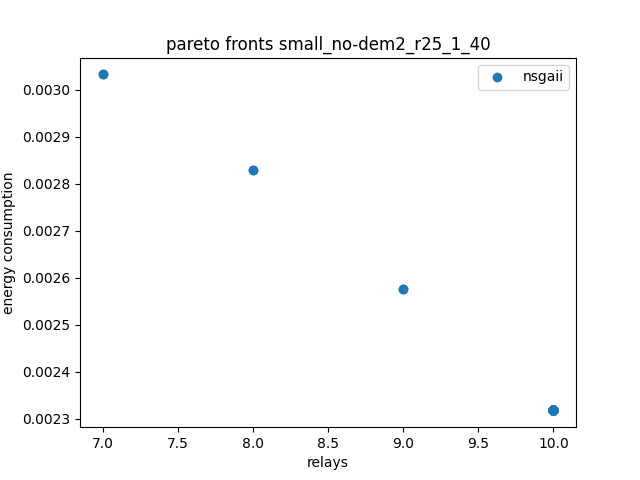 pareto fronts small_no-dem2_r25_1_40
nsgaii
0.0030
0.0029
0.0028
0.0027
0.0026
0.0025
0.0024
0.0023
energy consumption
7.0 7.5 8.0 8.5 9.0 9.5 10.0
relays